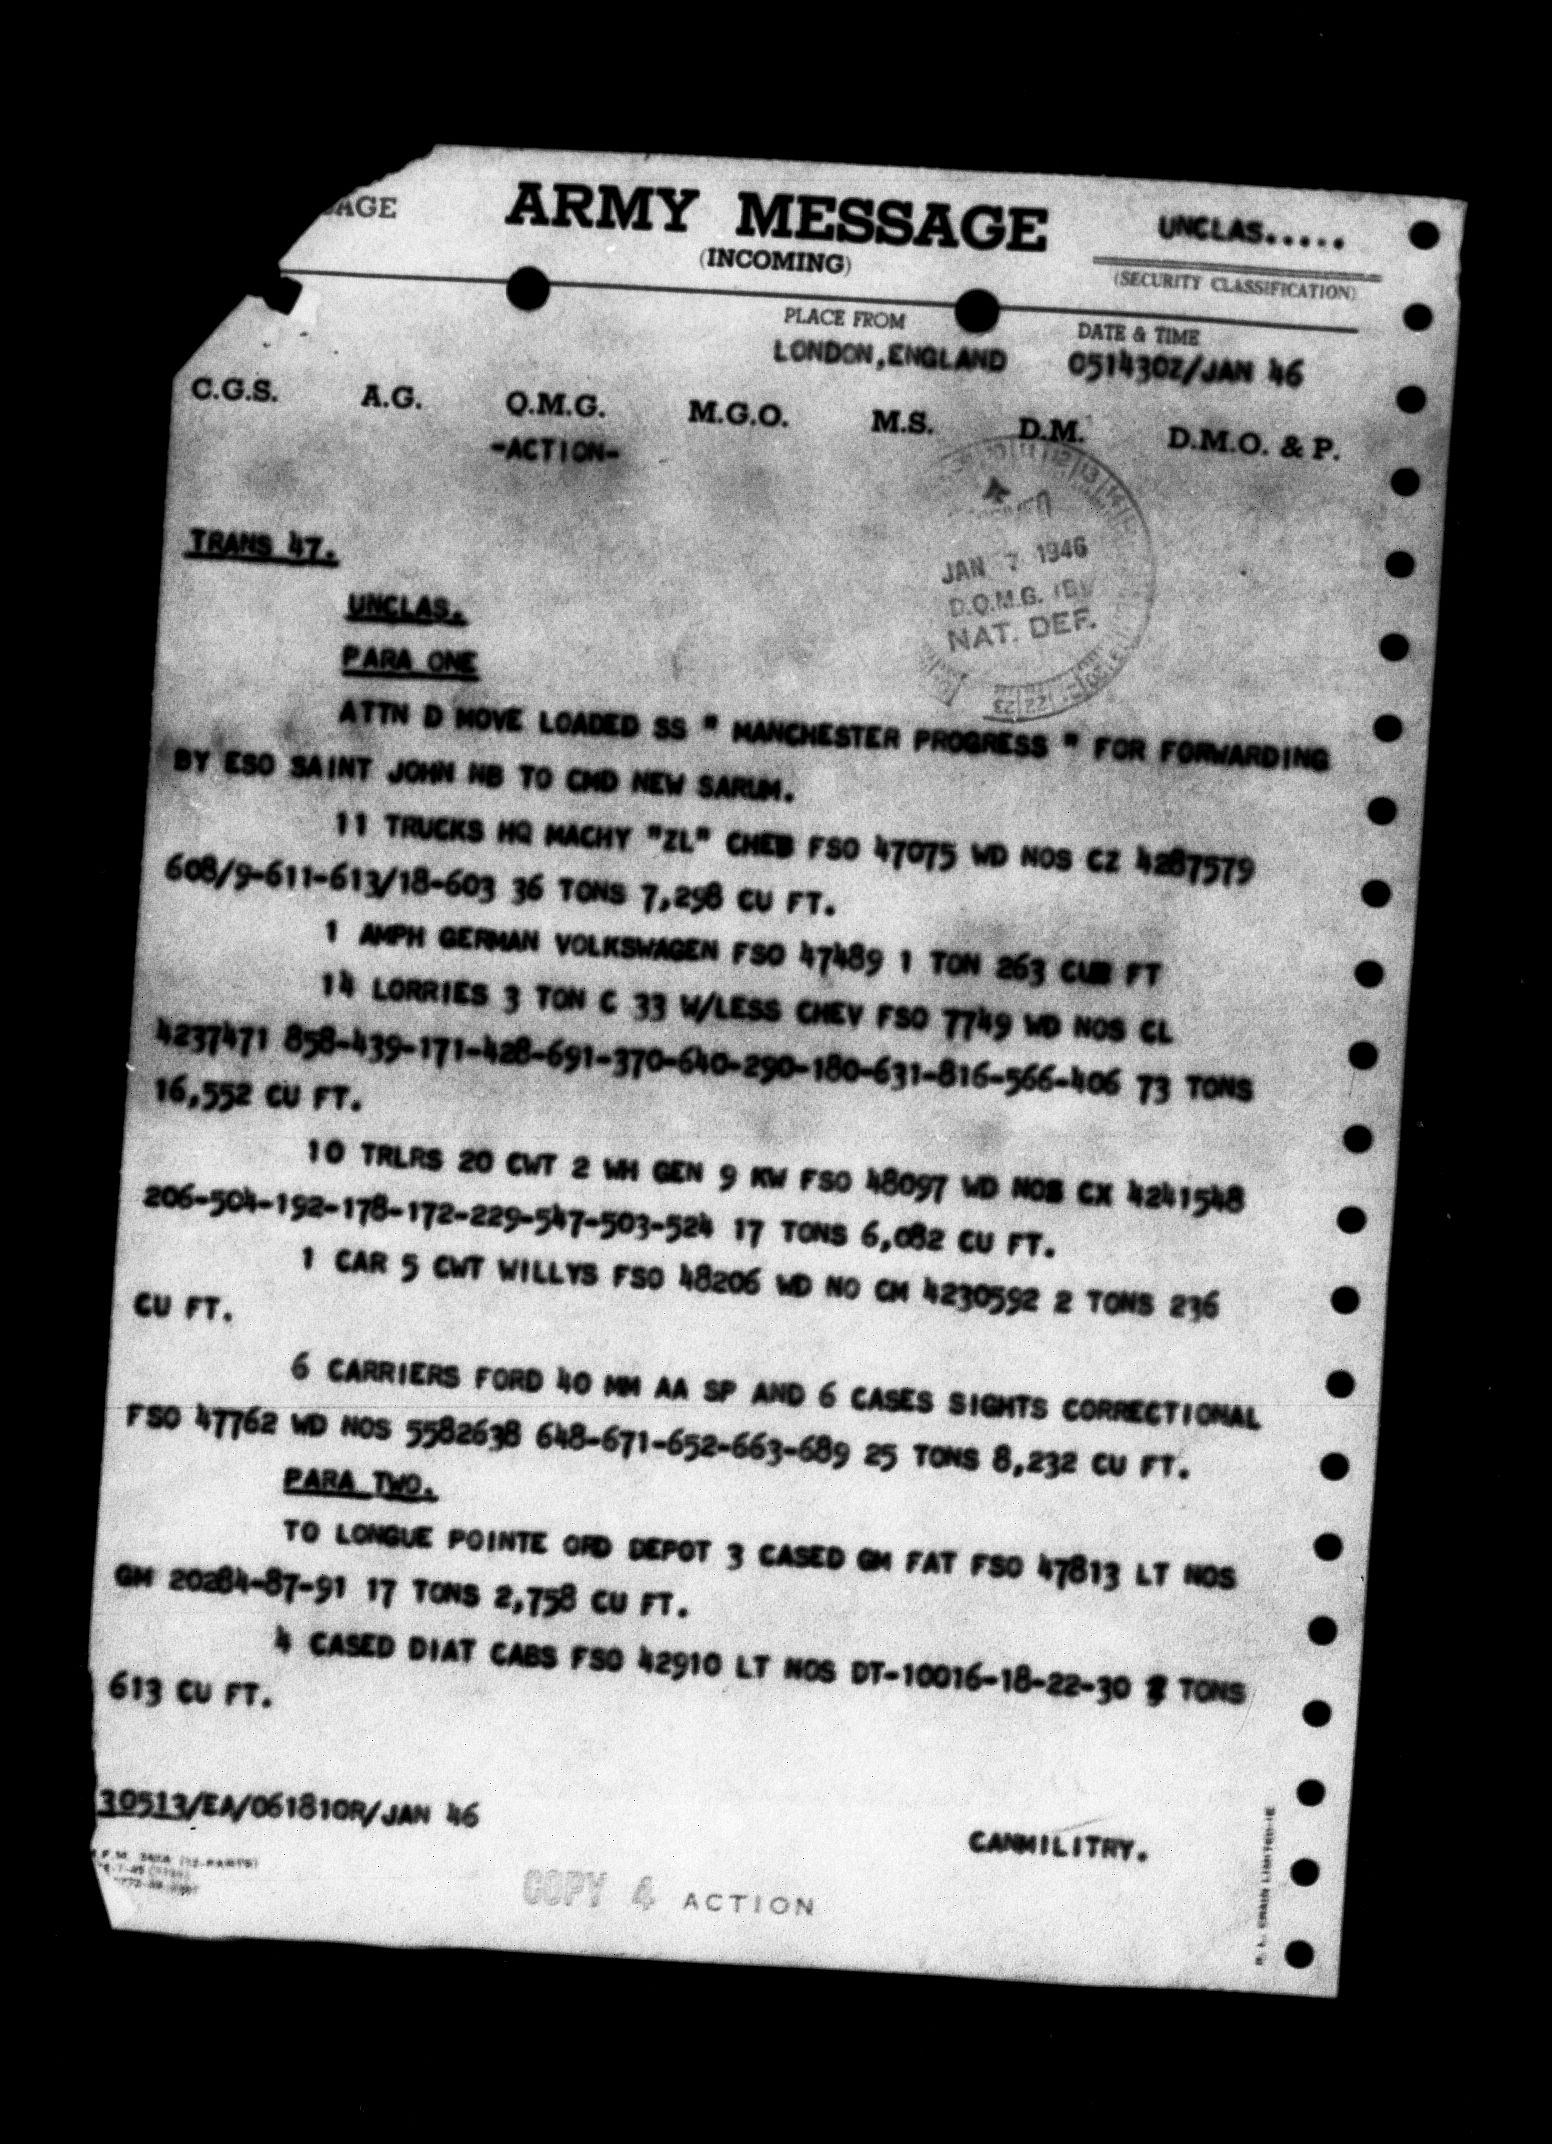 ARMY MESSAGE
(INCOMING)
UNCLAS.....
(SECURITY CLASSIFICATION)
PLACE FROM
DATE & TIME
LONDON,ENGLAND 051430Z/JAN 46
C.G.S. A.G. Q.M.G. M.G.O. M.S. D.M. D.M.O. & P.
-ACTION-
JAN 7 1946
D.Q.M.G. (B)
NAT. DEF.
TRANS 47.
UNCLAS.
PARA ONE
ATTN D MOVE LOADED SS " MANCHESTER PROGRESS " FOR FORWARDING
BY ESO SAINT JOHN NB TO CMD NEW SARUM.
11 TRUCKS HQ MACHY "ZL" CHEB FSO 47075 WD NOS CZ 4287579
608/9-611-613/18-603 36 TONS 7,298 CU FT.
1 AMPH GERMAN VOLKSWAGEN FSO 47489 1 TON 263 CUB FT
14 LORRIES 3 TON C 33 W/LESS CHEV FSO 7749 WD NOS CL
4237471 858-439-171-428-691-370-640-290-180-631-816-566-406 73 TONS
16,552 CU FT.
10 TRLRS 20 CWT 2 WH GEN 9 KW FSO 48097 WD NOS CX 4241548
206-504-192-178-172-229-547-503-524 17 TONS 6,082 CU FT.
1 CAR 5 CWT WILLYS FSO 48206 WD NO CM 4230592 2 TONS 236
CU FT.
6 CARRIERS FORD 40 MM AA SP AND 6 CASES SIGHTS CORRECTIONAL
FSO 47762 WD NOS 5582638 648-671-652-663-689 25 TONS 8,232 CU FT.
PARA TWO.
TO LONGUE POINTE ORD DEPOT 3 CASED GM FAT FSO 47813 LT NOS
GM 20284-87-91 17 TONS 2,758 CU FT.
4 CASED DIAT CABS FSO 42910 LT NOS DT-10016-18-22-30 TONS
613 CU FT.
30513/EA/061810R/JAN 46
CANMILITRY.
COPY 4 ACTION
R. L. CRAIN LIMITED